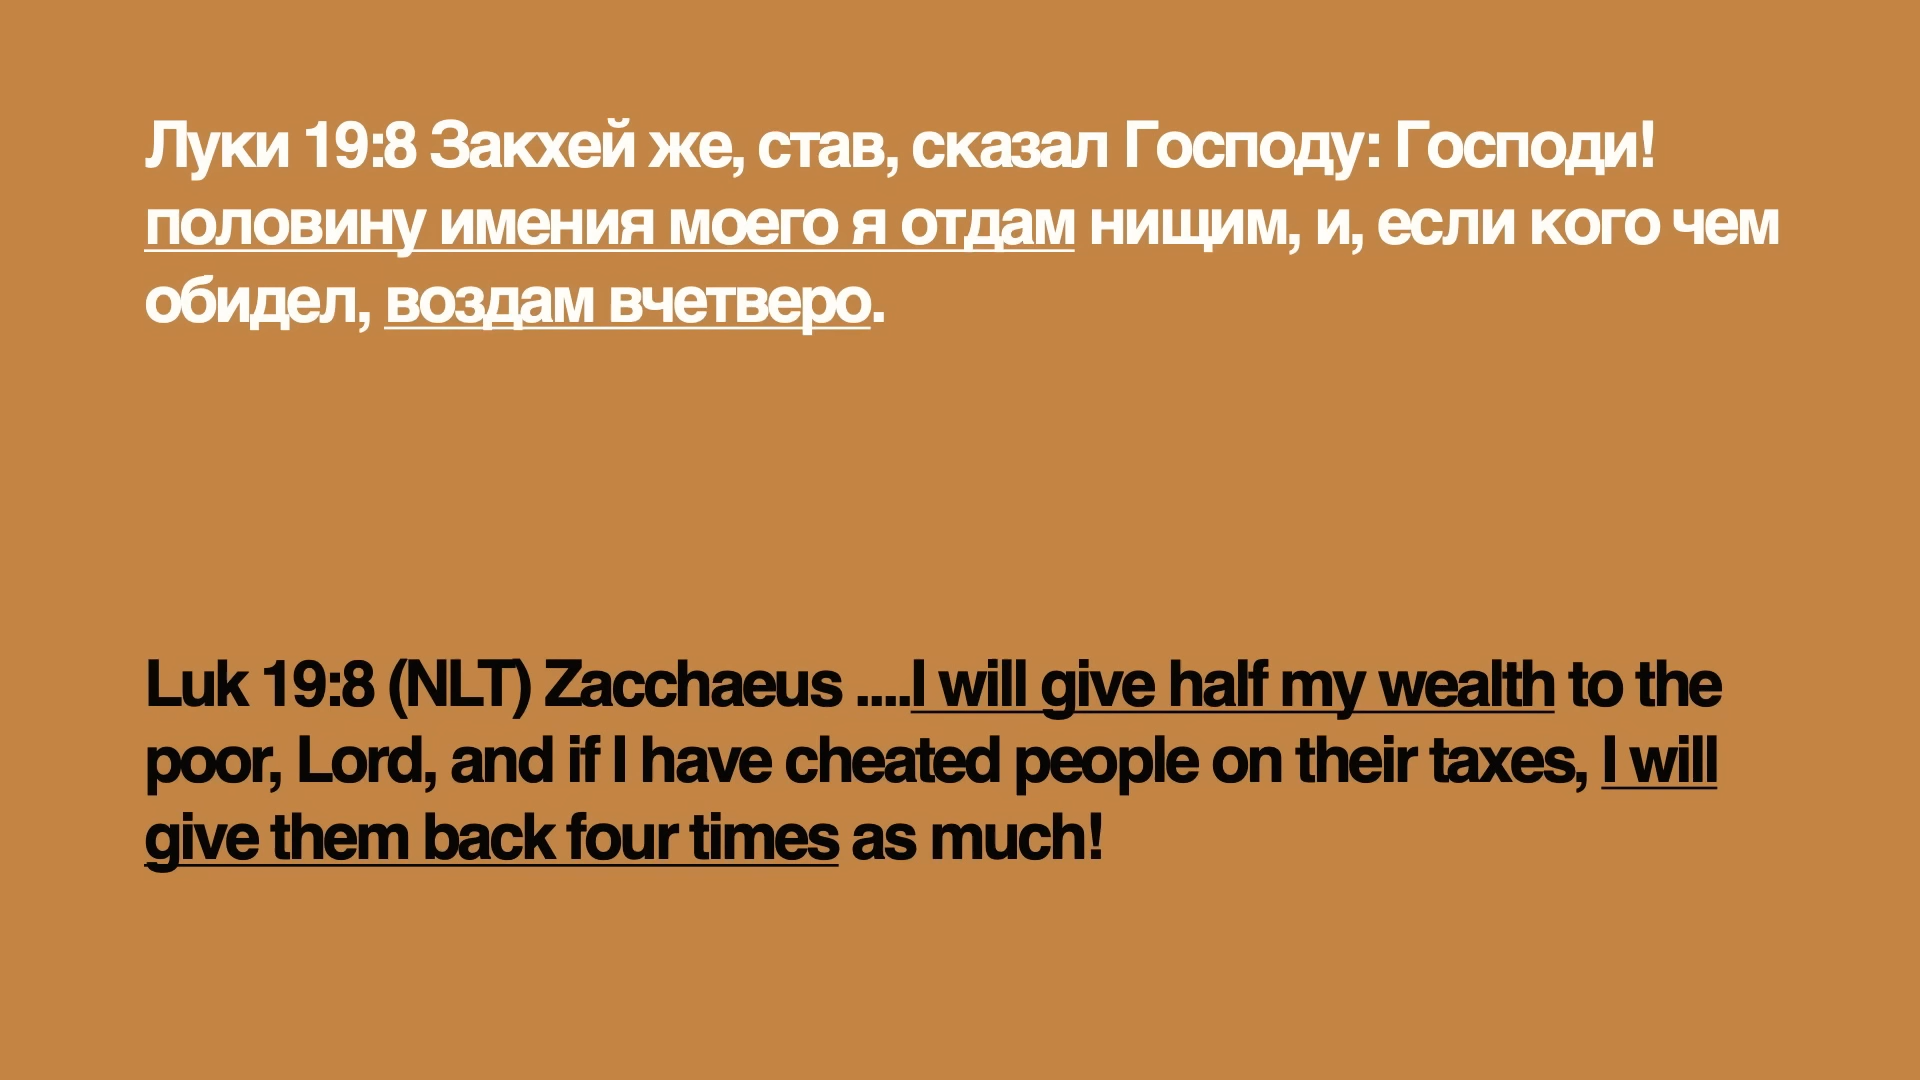 Луки 19:8 Закхей же, став, сказал Господу: Господи!
половину имения моего я отдам нищим, и, если кого чем
обидел, воздам вчетверо.
Luk 19:8 (NLT) Zacchaeus ....I will give half my wealth to the
poor, Lord, and if I have cheated people on their taxes, I will
give them back four times as much!